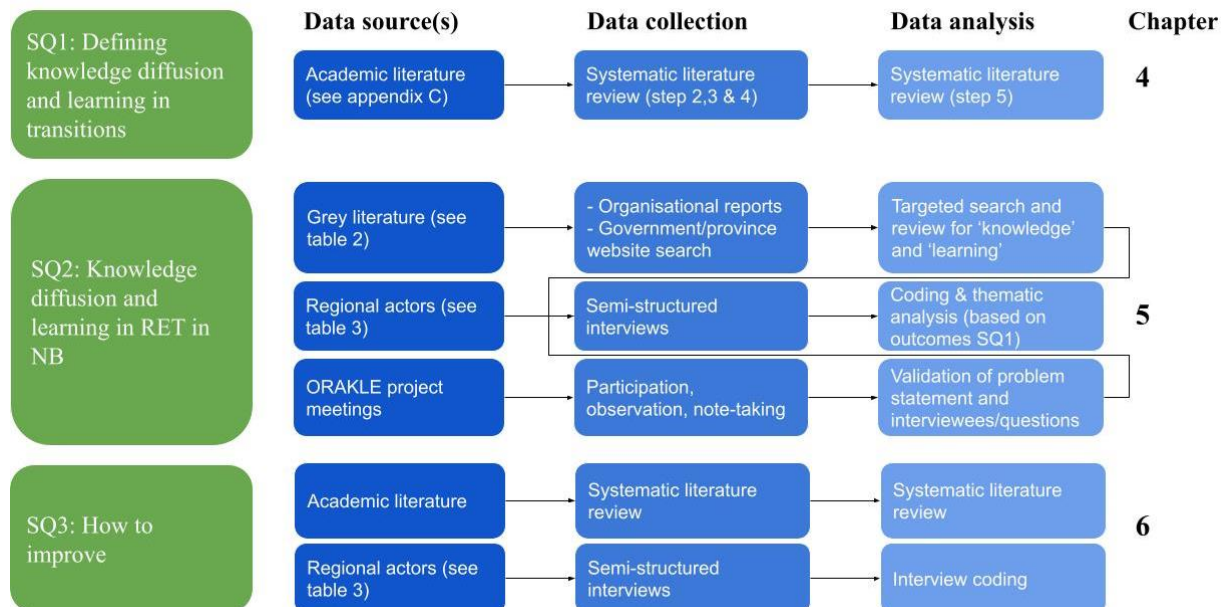 Data source(s)
Data collection
Data analysis
Chapter
SQ1: Defining
knowledge diffusion
and learning in
transitions
Academic literature
(see appendix C)
Systematic literature
review (step 2,3 & 4)
Systematic literature
review (step 5)
4
SQ2: Knowledge
diffusion and
learning in RET in
NB
Grey literature (see
table 2)
- Organisational reports
- Government/province
website search
Targeted search and
review for ‘knowledge’
and ‘learning’
Regional actors (see
table 3)
Semi-structured
interviews
Coding & thematic
analysis (based on
outcomes SQ1)
5
ORAKLE project
meetings
Participation,
observation, note-taking
Validation of problem
statement and
interviewees/questions
SQ3: How to
improve
Academic literature
Systematic literature
review
Systematic literature
review
6
Regional actors (see
table 3)
Semi-structured
interviews
Interview coding